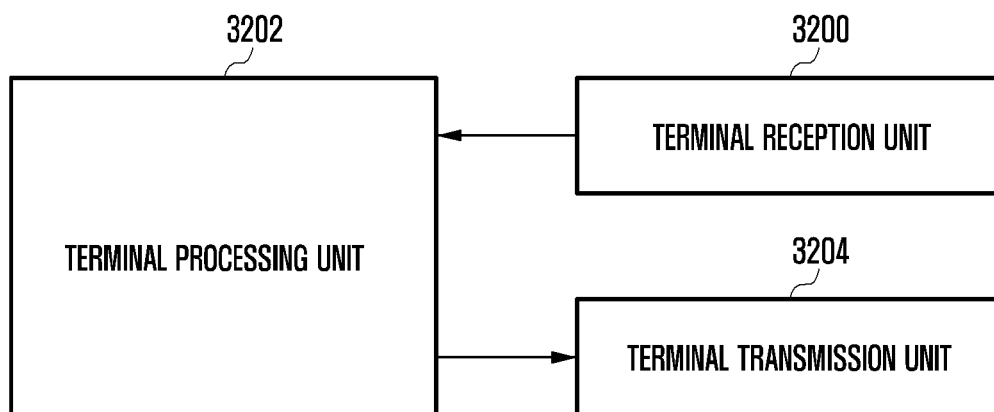 3202
3200
TERMINAL RECEPTION UNIT
TERMINAL PROCESSING UNIT
3204
TERMINAL TRANSMISSION UNIT